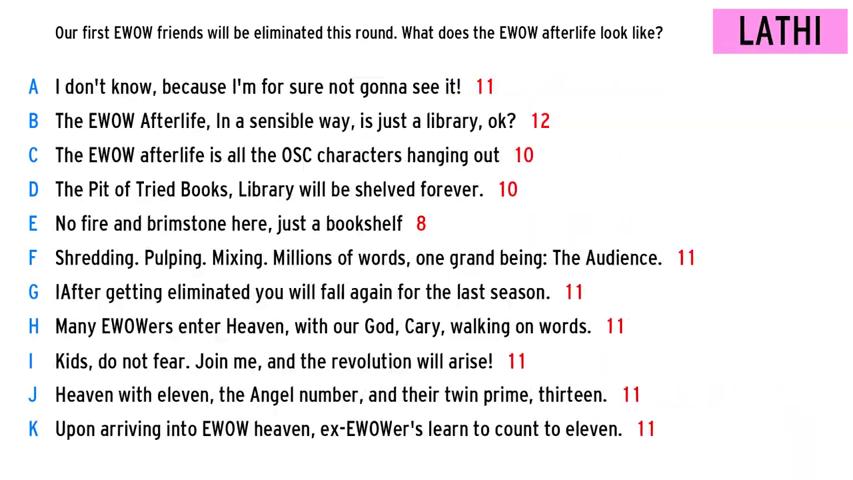 Our first EWOW friends will be eliminated this round. What does the EWOW afterlife look like?
LATHI
A I don't know, because I'm for sure not gonna see it! 11
B The EWOW Afterlife, In a sensible way, is just a library, ok? 12
C The EWOW afterlife is all the OSC characters hanging out 10
D The Pit of Tried Books, Library will be shelved forever. 10
E No fire and brimstone here, just a bookshelf 8
F Shredding. Pulping. Mixing. Millions of words, one grand being: The Audience. 11
G IAfter getting eliminated you will fall again for the last season. 11
H Many EWOWers enter Heaven, with our God, Cary, walking on words. 11
I Kids, do not fear. Join me, and the revolution will arise! 11
J Heaven with eleven, the Angel number, and their twin prime, thirteen. 11
K Upon arriving into EWOW heaven, ex-EWOWer's learn to count to eleven. 11